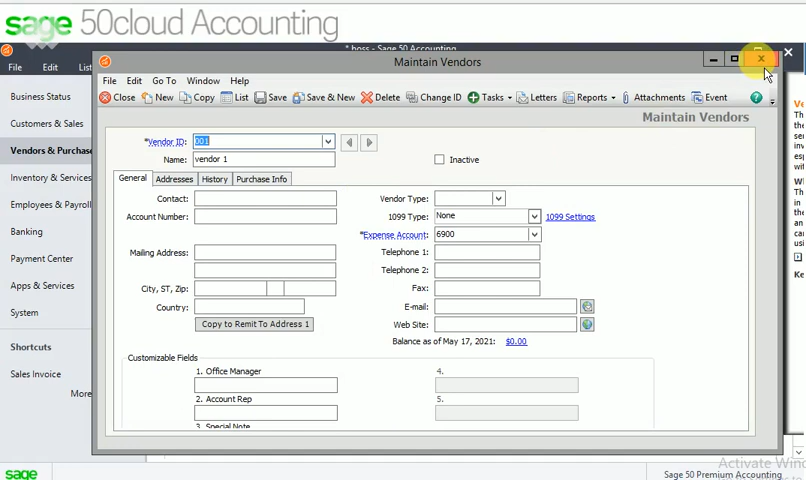 sage 50cloud Accounting
* boss - Sage 50 Accounting
File Edit
Maintain Vendors X
File Edit Go To Window Help
Close New Copy List Save Save & New Delete Change ID Tasks Letters Reports Attachments Event
Maintain Vendors
Business Status
Customers & Sales
Vendors & Purchase
Inventory & Services
Employees & Payroll
Banking
Payment Center
Apps & Services
System
Shortcuts
Sales Invoice
More
*Vendor ID: 001
Name: vendor 1
Inactive
General Addresses History Purchase Info
Contact:
Account Number:
Mailing Address:
City, ST, Zip:
Country:
Copy to Remit To Address 1
Vendor Type:
1099 Type: None 1099 Settings
*Expense Account: 6900
Telephone 1:
Telephone 2:
Fax:
E-mail:
Web Site:
Balance as of May 17, 2021: $0.00
Customizable Fields
1. Office Manager
2. Account Rep
3. Special Note
4.
5.
sage
Sage 50 Premium Accounting